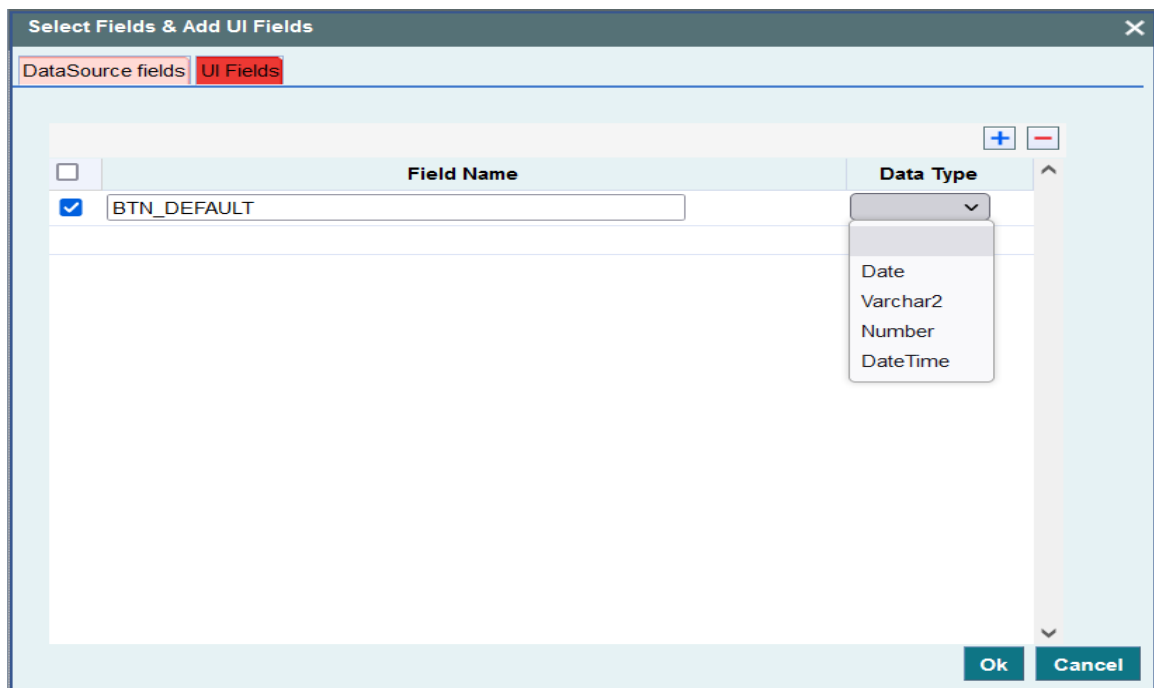 Select Fields & Add UI Fields
DataSource fields UI Fields
Field Name Data Type
BTN_DEFAULT
Date
Varchar2
Number
DateTime
Ok Cancel